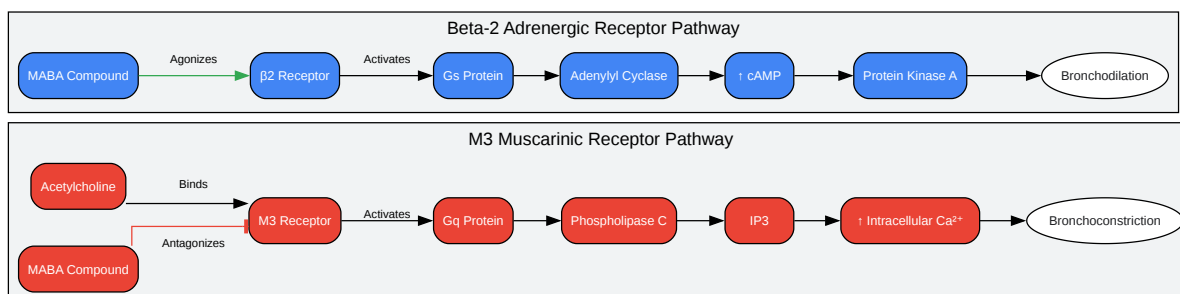 Beta-2 Adrenergic Receptor Pathway
MABA Compound
Agonizes
β2 Receptor
Activates
Gs Protein
Adenylyl Cyclase
↑ cAMP
Protein Kinase A
Bronchodilation
M3 Muscarinic Receptor Pathway
Acetylcholine
Binds
MABA Compound
Antagonizes
M3 Receptor
Activates
Gq Protein
Phospholipase C
IP3
↑ Intracellular Ca²⁺
Bronchoconstriction